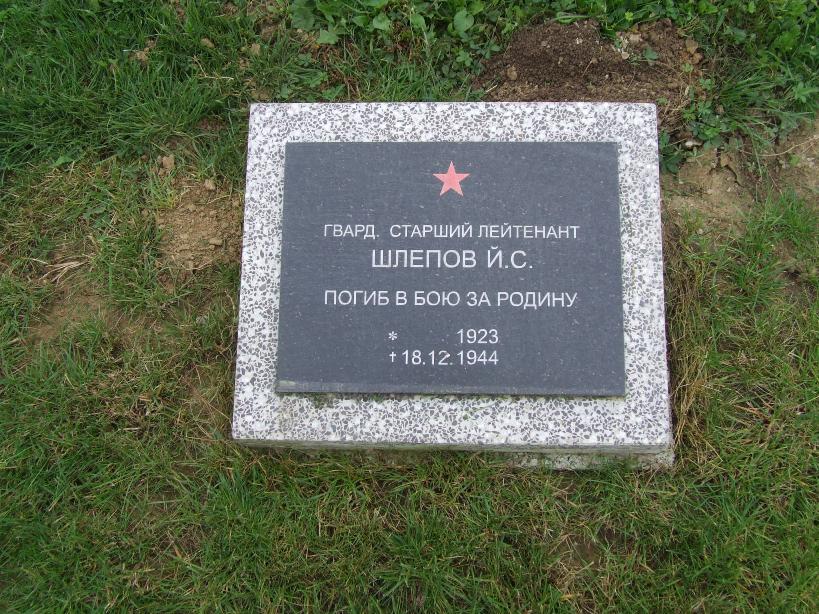 ГВАРД. СТАРШИЙ ЛЕЙТЕНАНТ
ШЛЕПОВ Й.С.
ПОГИБ В БОЮ ЗА РОДИНУ
* 1923
† 18.12.1944